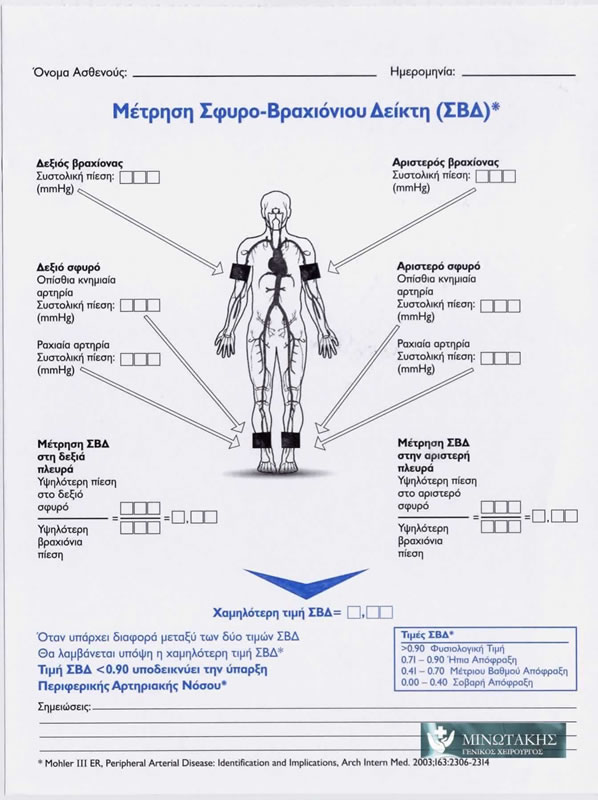 Όνομα Ασθενούς: Ημερομηνία:
Μέτρηση Σφυρο-Βραχιόνιου Δείκτη (ΣΒΔ)*
Δεξιός βραχίονας
Συστολική πίεση:
(mmHg)
Αριστερός βραχίονας
Συστολική πίεση:
(mmHg)
Δεξιό σφυρό
Οπίσθια κνημιαία
αρτηρία
Συστολική πίεση:
(mmHg)
Ραχιαία αρτηρία
Συστολική πίεση:
(mmHg)
Αριστερό σφυρό
Οπίσθια κνημιαία
αρτηρία
Συστολική πίεση:
(mmHg)
Ραχιαία αρτηρία
Συστολική πίεση:
(mmHg)
Μέτρηση ΣΒΔ
στη δεξιά
πλευρά
Υψηλότερη πίεση
στο δεξιό
σφυρό
= = ,
Υψηλότερη
βραχιόνια
πίεση
Μέτρηση ΣΒΔ
στην αριστερή
πλευρά
Υψηλότερη πίεση
στο αριστερό
σφυρό
= = ,
Υψηλότερη
βραχιόνια
πίεση
Χαμηλότερη τιμή ΣΒΔ= ,
Όταν υπάρχει διαφορά μεταξύ των δύο τιμών ΣΒΔ
Θα λαμβάνεται υπόψη η χαμηλότερη τιμή ΣΒΔ*
Τιμή ΣΒΔ <0.90 υποδεικνύει την ύπαρξη
Περιφερικής Αρτηριακής Νόσου*
Τιμές ΣΒΔ*
>0.90 Φυσιολογική Τιμή
0.71 – 0.90 Ήπια Απόφραξη
0.41 – 0.70 Μέτριου Βαθμού Απόφραξη
0.00 – 0.40 Σοβαρή Απόφραξη
Σημειώσεις:
ΜΙΝΩΤΑΚΗΣ
ΓΕΝΙΚΟΣ ΧΕΙΡΟΥΡΓΟΣ
* Mohler III ER, Peripheral Arterial Disease: Identification and Implications, Arch Intern Med. 2003;163:2306-2314